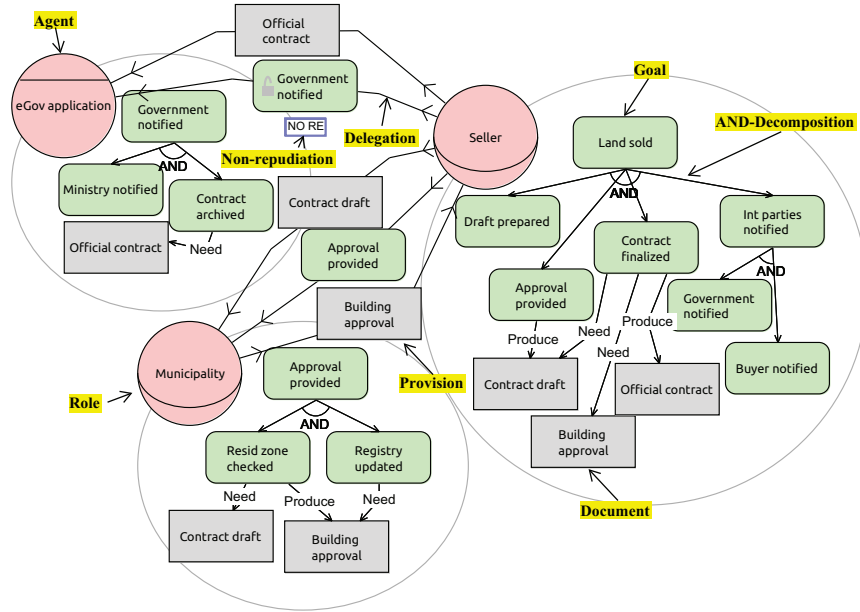 Agent
Official
contract
Goal
eGov application
Government
notified
Government
notified
NO RE
Delegation
Non-repudiation
Seller
Land sold
AND-Decomposition
AND
Ministry notified
Contract
archived
Official contract
Need
Contract draft
Approval
provided
Building
approval
AND
Draft prepared
Contract
finalized
Int parties
notified
AND
Approval
provided
Government
notified
Produce
Need
Need
Produce
Contract draft
Official contract
Buyer notified
Building
approval
Document
Municipality
Role
Provision
Approval
provided
AND
Resid zone
checked
Registry
updated
Need
Produce
Need
Contract draft
Building
approval